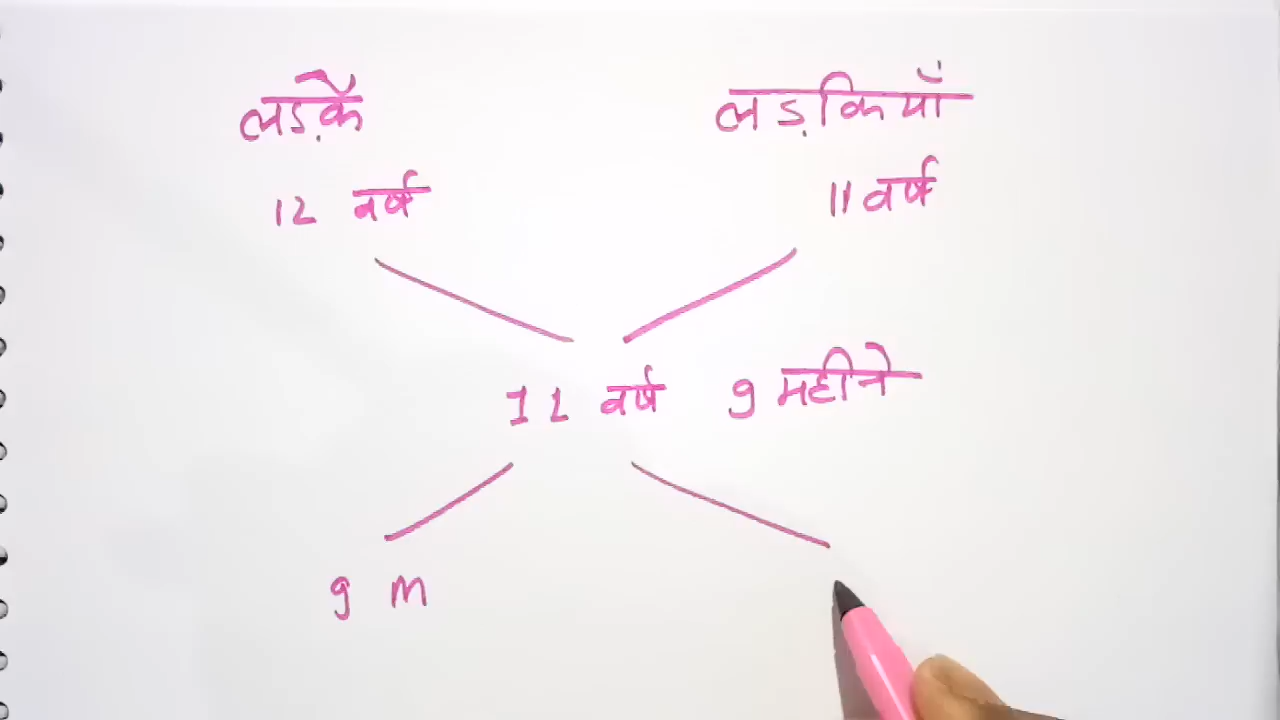 लड़कै
लड़कियाँ
12 वर्ष
11 वर्ष
11 वर्ष 9 महीने
9 m